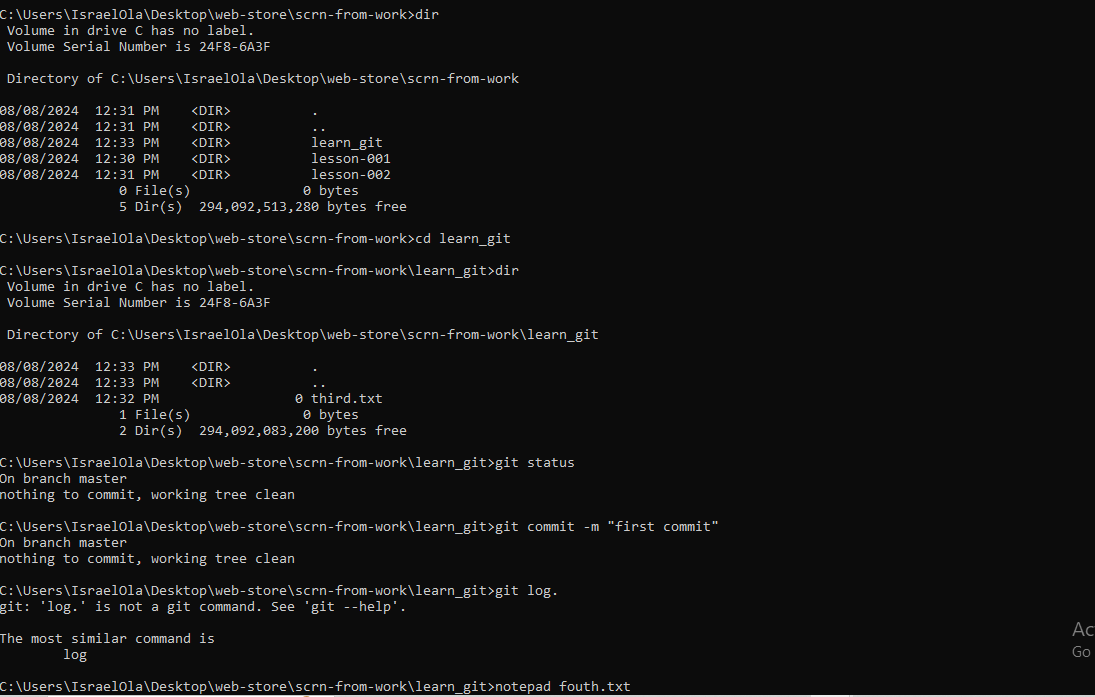 C:\Users\IsraelOla\Desktop\web-store\scrn-from-work>dir
 Volume in drive C has no label.
 Volume Serial Number is 24F8-6A3F

 Directory of C:\Users\IsraelOla\Desktop\web-store\scrn-from-work

08/08/2024  12:31 PM    <DIR>          .
08/08/2024  12:31 PM    <DIR>          ..
08/08/2024  12:33 PM    <DIR>          learn_git
08/08/2024  12:30 PM    <DIR>          lesson-001
08/08/2024  12:31 PM    <DIR>          lesson-002
               0 File(s)              0 bytes
               5 Dir(s)  294,092,513,280 bytes free

C:\Users\IsraelOla\Desktop\web-store\scrn-from-work>cd learn_git

C:\Users\IsraelOla\Desktop\web-store\scrn-from-work\learn_git>dir
 Volume in drive C has no label.
 Volume Serial Number is 24F8-6A3F

 Directory of C:\Users\IsraelOla\Desktop\web-store\scrn-from-work\learn_git

08/08/2024  12:33 PM    <DIR>          .
08/08/2024  12:33 PM    <DIR>          ..
08/08/2024  12:32 PM                 0 third.txt
               1 File(s)              0 bytes
               2 Dir(s)  294,092,083,200 bytes free

C:\Users\IsraelOla\Desktop\web-store\scrn-from-work\learn_git>git status
On branch master
nothing to commit, working tree clean

C:\Users\IsraelOla\Desktop\web-store\scrn-from-work\learn_git>git commit -m "first commit"
On branch master
nothing to commit, working tree clean

C:\Users\IsraelOla\Desktop\web-store\scrn-from-work\learn_git>git log.
git: 'log.' is not a git command. See 'git --help'.

The most similar command is
        log

C:\Users\IsraelOla\Desktop\web-store\scrn-from-work\learn_git>notepad fouth.txt
Ac
Go